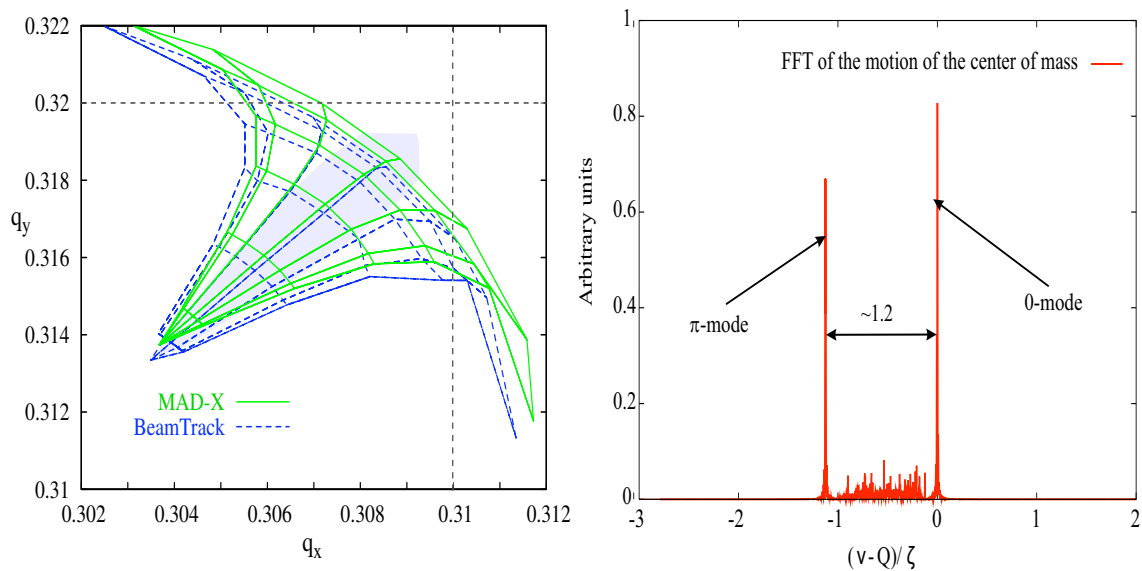 0.322
0.32
0.318
q_y
0.316
0.314
0.312
0.31
MAD-X
BeamTrack
0.302
0.304
0.306
0.308
0.31
0.312
q_x
1
0.8
0.6
0.4
0.2
0
Arbitrary units
FFT of the motion of the center of mass
π-mode
0-mode
~1.2
-3
-2
-1
0
1
2
(ν-Q)/ζ